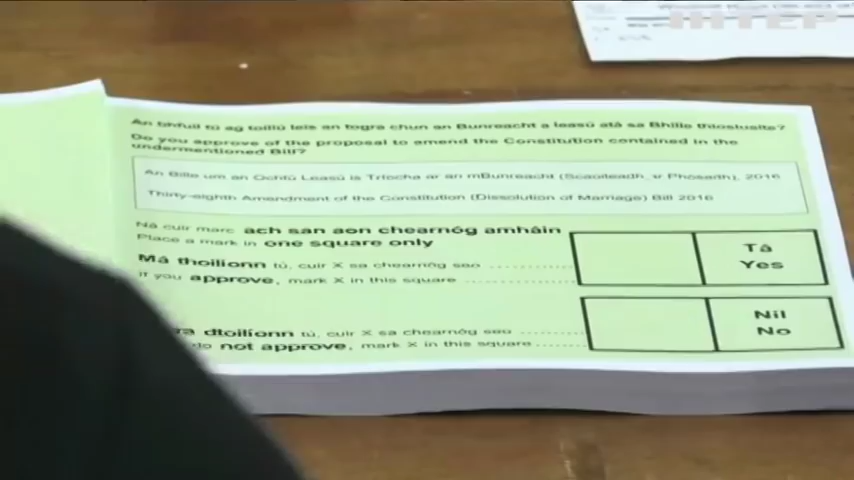 ІНТЕР
An bhfuil tú ag toiliú leis an togra chun an Bunreacht a leasú atá sa Bhille thíosluaite?
Do you approve of the proposal to amend the Constitution contained in the
undermentioned Bill?
An Bille um an Ochtú Leasú is Tríocha ar an mBunreacht (Scaoileadh ar Phósadh), 2016
Thirty-eighth Amendment of the Constitution (Dissolution of Marriage) Bill 2016
Ná cuir marc ach san aon chearnóg amháin
Place a mark in one square only
Má thoilíonn tú, cuir X sa chearnóg seo
If you approve, mark X in this square
Tá
Yes
dtoilíonn tú, cuir X sa chearnóg seo
do not approve, mark X in this square
Níl
No